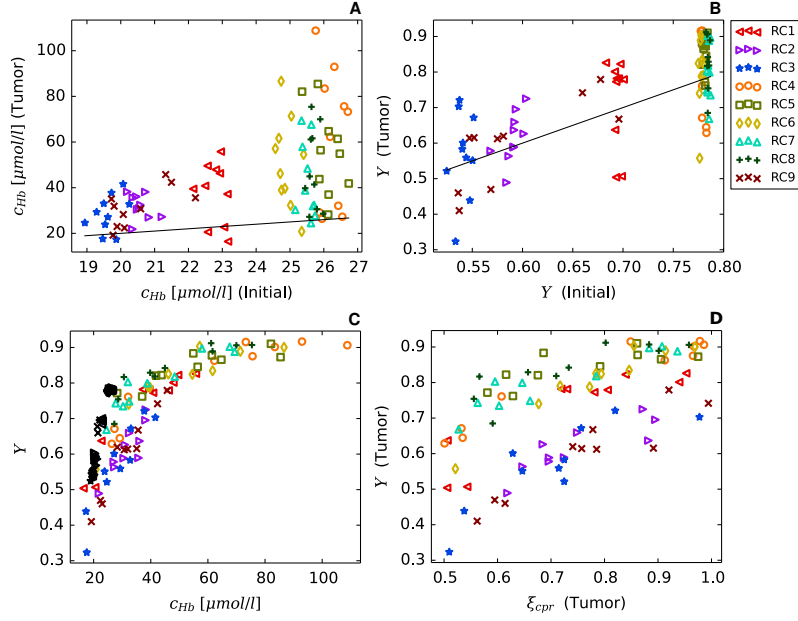 A
100
80
60
40
20
c_Hb [μmol/l] (Tumor)
19 20 21 22 23 24 25 26 27
c_Hb [μmol/l] (Initial)
B
0.9
0.8
0.7
0.6
0.5
0.4
0.3
Y (Tumor)
0.55 0.60 0.65 0.70 0.75 0.80
Y (Initial)
RC1
RC2
RC3
RC4
RC5
RC6
RC7
RC8
RC9
C
0.9
0.8
0.7
0.6
0.5
0.4
0.3
Y
20 40 60 80 100
c_Hb [μmol/l]
D
0.9
0.8
0.7
0.6
0.5
0.4
0.3
Y (Tumor)
0.5 0.6 0.7 0.8 0.9 1.0
ξ_cpr (Tumor)